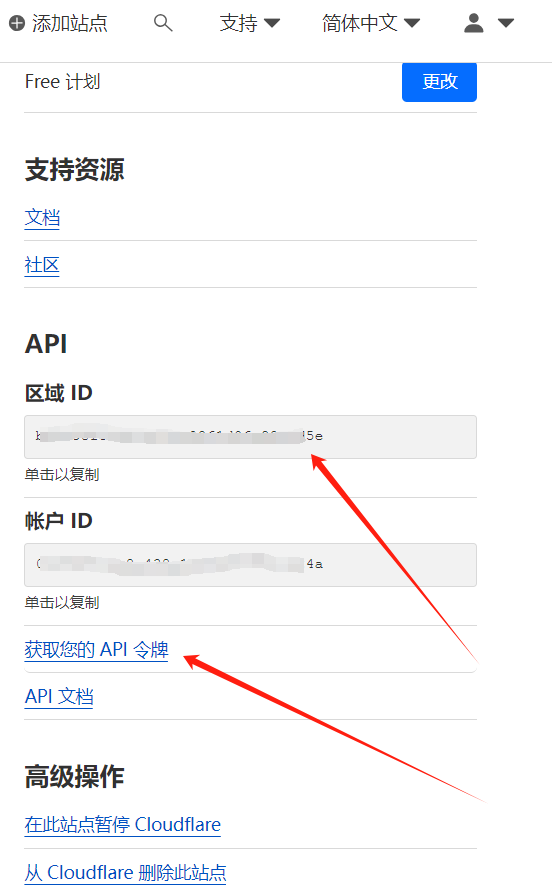 添加站点
支持
简体中文
Free 计划
更改
支持资源
文档
社区
API
区域 ID
单击以复制
帐户 ID
单击以复制
获取您的 API 令牌
API 文档
高级操作
在此站点暂停 Cloudflare
从 Cloudflare 删除此站点